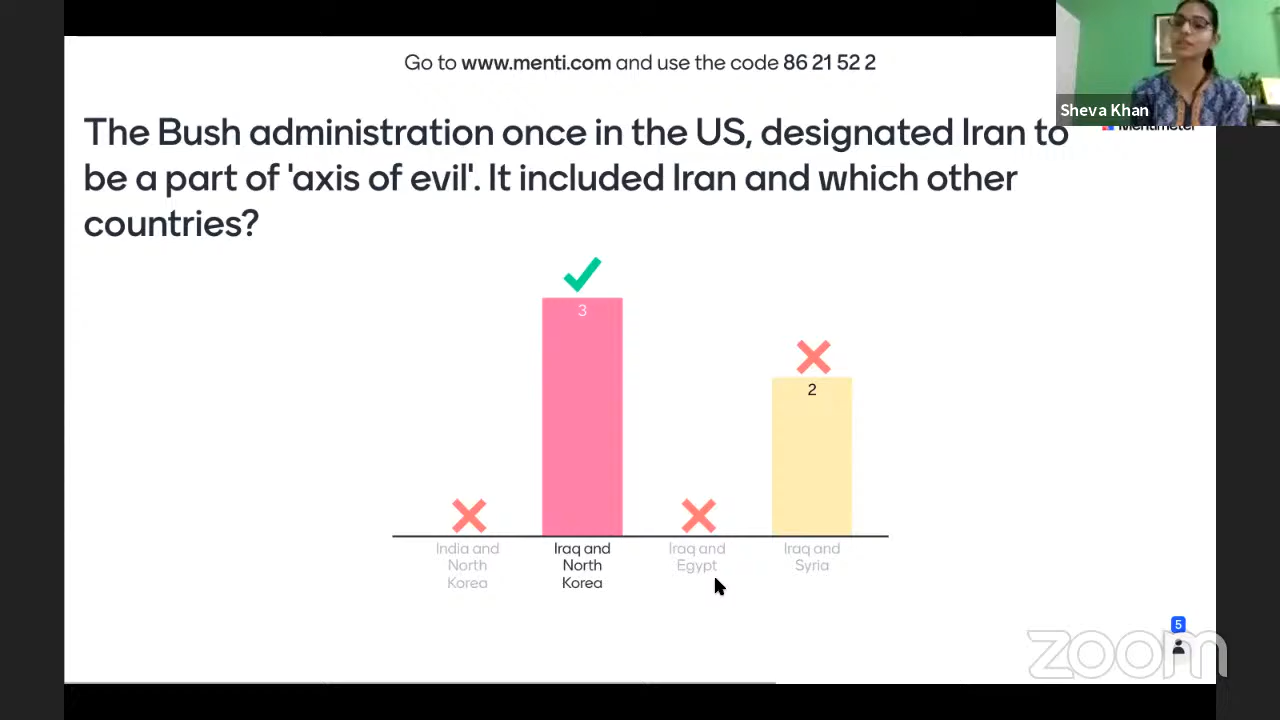 Go to www.menti.com and use the code 86 21 52 2
Sheva Khan
Mentimeter
The Bush administration once in the US, designated Iran to
be a part of 'axis of evil'. It included Iran and which other
countries?
3
2
India and
North
Korea
Iraq and
North
Korea
Iraq and
Egypt
Iraq and
Syria
5
zoom